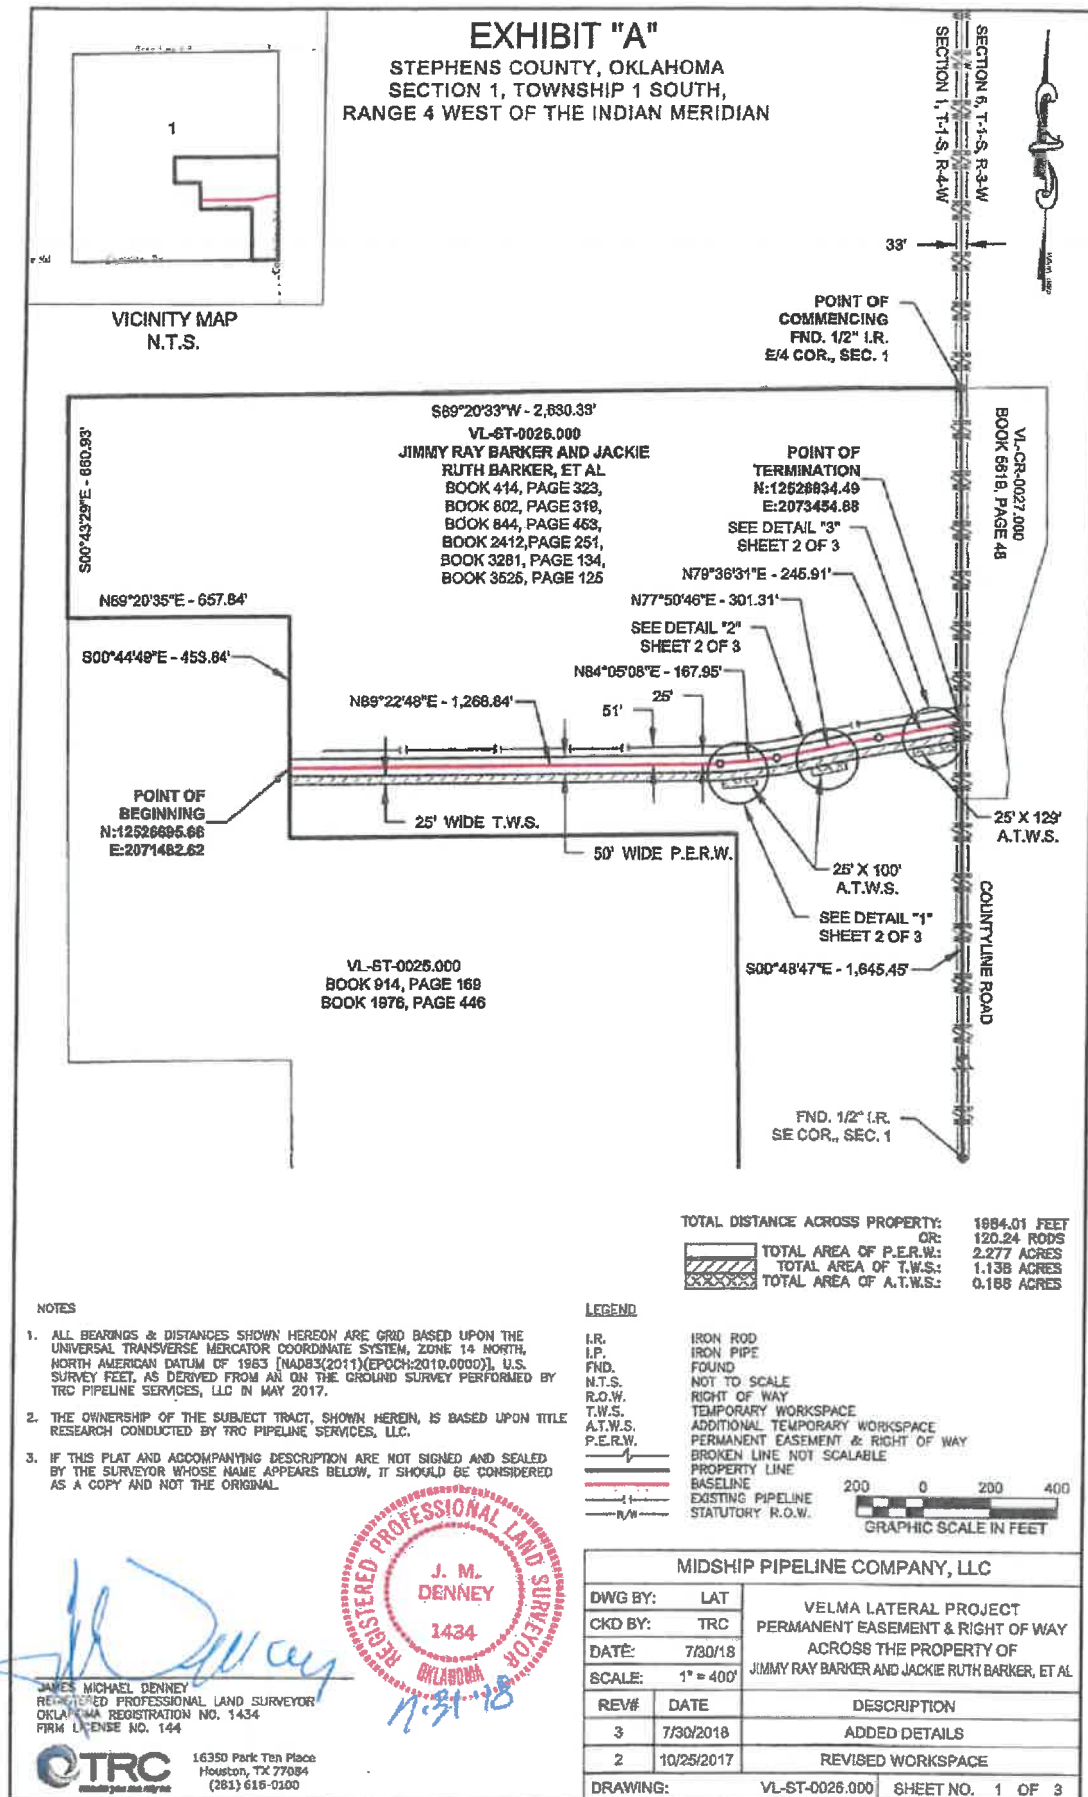 EXHIBIT "A"
STEPHENS COUNTY, OKLAHOMA
SECTION 1, TOWNSHIP 1 SOUTH,
RANGE 4 WEST OF THE INDIAN MERIDIAN
1
VICINITY MAP
N.T.S.
SECTION 6, T-1-S, R-3-W
SECTION 1, T-1-S, R-4-W
33'
POINT OF
COMMENCING
FND. 1/2" I.R.
E/4 COR., SEC. 1
S89°20'33"W - 2,630.33'
S00°43'29"E - 660.93'
VL-ST-0026.000
JIMMY RAY BARKER AND JACKIE
RUTH BARKER, ET AL
BOOK 414, PAGE 323,
BOOK 602, PAGE 319,
BOOK 844, PAGE 453,
BOOK 2412, PAGE 251,
BOOK 3281, PAGE 134,
BOOK 3525, PAGE 125
VL-CR-0027.000
BOOK 5619, PAGE 48
POINT OF
TERMINATION
N:12526834.49
E:2073454.88
SEE DETAIL "3"
SHEET 2 OF 3
N79°36'31"E - 245.91'
N77°50'46"E - 301.31'
SEE DETAIL "2"
SHEET 2 OF 3
N84°05'08"E - 167.95'
25'
51'
N89°20'35"E - 657.84'
S00°44'49"E - 453.64'
N89°22'48"E - 1,268.84'
POINT OF
BEGINNING
N:12526695.66
E:2071482.62
25' WIDE T.W.S.
50' WIDE P.E.R.W.
25' X 129'
A.T.W.S.
25' X 100'
A.T.W.S.
SEE DETAIL "1"
SHEET 2 OF 3
S00°48'47"E - 1,645.45'
COUNTYLINE ROAD
VL-ST-0025.000
BOOK 914, PAGE 169
BOOK 1976, PAGE 446
FND. 1/2" I.R.
SE COR., SEC. 1
TOTAL DISTANCE ACROSS PROPERTY: 1984.01 FEET
OR: 120.24 RODS
TOTAL AREA OF P.E.R.W.: 2.277 ACRES
TOTAL AREA OF T.W.S.: 1.138 ACRES
TOTAL AREA OF A.T.W.S.: 0.188 ACRES
NOTES
1. ALL BEARINGS & DISTANCES SHOWN HEREON ARE GRID BASED UPON THE
UNIVERSAL TRANSVERSE MERCATOR COORDINATE SYSTEM, ZONE 14 NORTH,
NORTH AMERICAN DATUM OF 1983 [NAD83(2011)(EPOCH:2010.0000)], U.S.
SURVEY FEET, AS DERIVED FROM AN ON THE GROUND SURVEY PERFORMED BY
TRC PIPELINE SERVICES, LLC IN MAY 2017.
2. THE OWNERSHIP OF THE SUBJECT TRACT, SHOWN HEREIN, IS BASED UPON TITLE
RESEARCH CONDUCTED BY TRC PIPELINE SERVICES, LLC.
3. IF THIS PLAT AND ACCOMPANYING DESCRIPTION ARE NOT SIGNED AND SEALED
BY THE SURVEYOR WHOSE NAME APPEARS BELOW, IT SHOULD BE CONSIDERED
AS A COPY AND NOT THE ORIGINAL.
LEGEND
I.R. IRON ROD
I.P. IRON PIPE
FND. FOUND
N.T.S. NOT TO SCALE
R.O.W. RIGHT OF WAY
T.W.S. TEMPORARY WORKSPACE
A.T.W.S. ADDITIONAL TEMPORARY WORKSPACE
P.E.R.W. PERMANENT EASEMENT & RIGHT OF WAY
BROKEN LINE NOT SCALABLE
PROPERTY LINE
BASELINE
EXISTING PIPELINE
R/W STATUTORY R.O.W.
200 0 200 400
GRAPHIC SCALE IN FEET
REGISTERED PROFESSIONAL LAND SURVEYOR
J. M.
DENNEY
1434
OKLAHOMA
JAMES MICHAEL DENNEY
REGISTERED PROFESSIONAL LAND SURVEYOR
OKLAHOMA REGISTRATION NO. 1434
FIRM LICENSE NO. 144
TRC
16350 Park Ten Place
Houston, TX 77084
(281) 616-0100
MIDSHIP PIPELINE COMPANY, LLC
DWG BY: LAT
CKD BY: TRC
DATE: 7/30/18
SCALE: 1" = 400'
VELMA LATERAL PROJECT
PERMANENT EASEMENT & RIGHT OF WAY
ACROSS THE PROPERTY OF
JIMMY RAY BARKER AND JACKIE RUTH BARKER, ET AL
REV# DATE DESCRIPTION
3 7/30/2018 ADDED DETAILS
2 10/25/2017 REVISED WORKSPACE
DRAWING: VL-ST-0026.000 SHEET NO. 1 OF 3